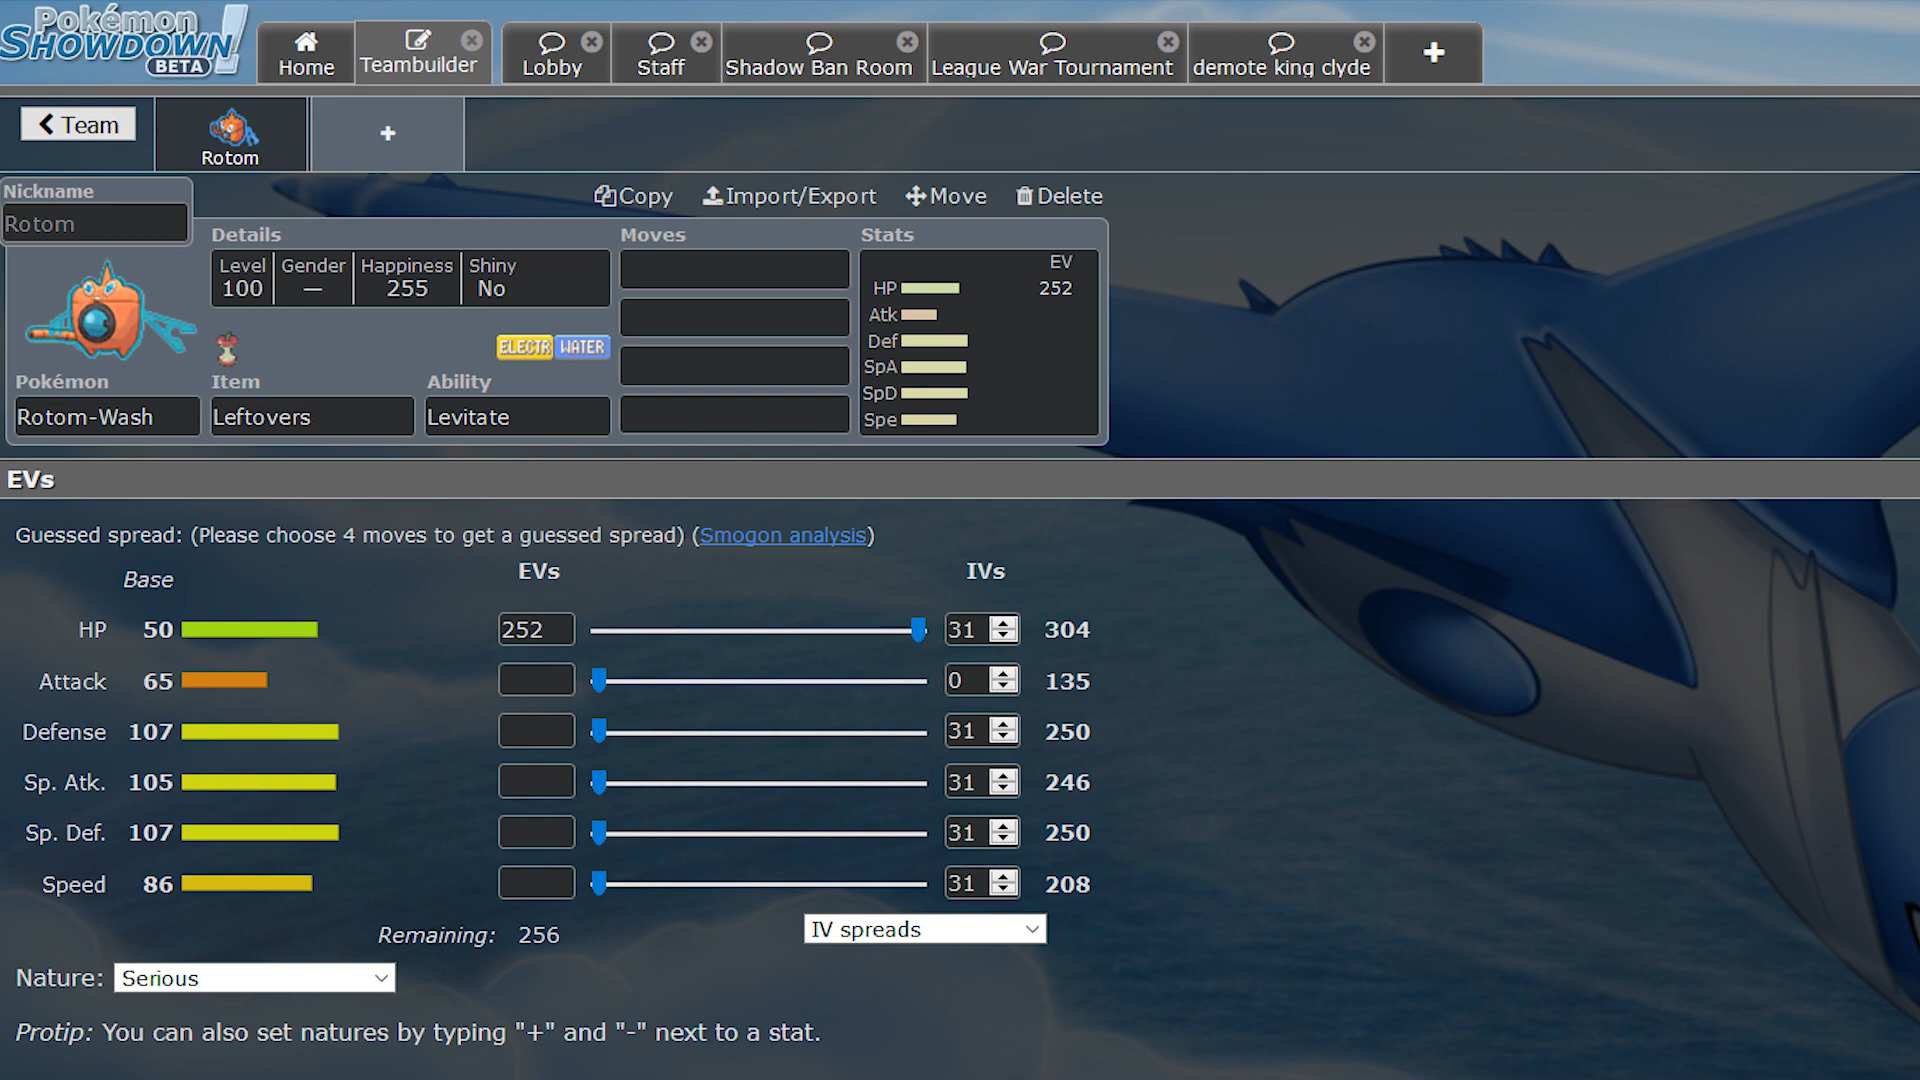 Pokémon
SHOWDOWN!
BETA
Home
Teambuilder
Lobby
Staff
Shadow Ban Room
League War Tournament
demote king clyde
Team
Rotom
Nickname
Rotom
Copy
Import/Export
Move
Delete
Details
Level Gender Happiness Shiny
100 — 255 No
ELECTR WATER
Pokémon Item Ability
Rotom-Wash Leftovers Levitate
Moves
Stats
EV
HP 252
Atk
Def
SpA
SpD
Spe
EVs
Guessed spread: (Please choose 4 moves to get a guessed spread) (Smogon analysis)
Base EVs IVs
HP 50 252 31 304
Attack 65 0 135
Defense 107 31 250
Sp. Atk. 105 31 246
Sp. Def. 107 31 250
Speed 86 31 208
Remaining: 256 IV spreads
Nature: Serious
Protip: You can also set natures by typing "+" and "-" next to a stat.